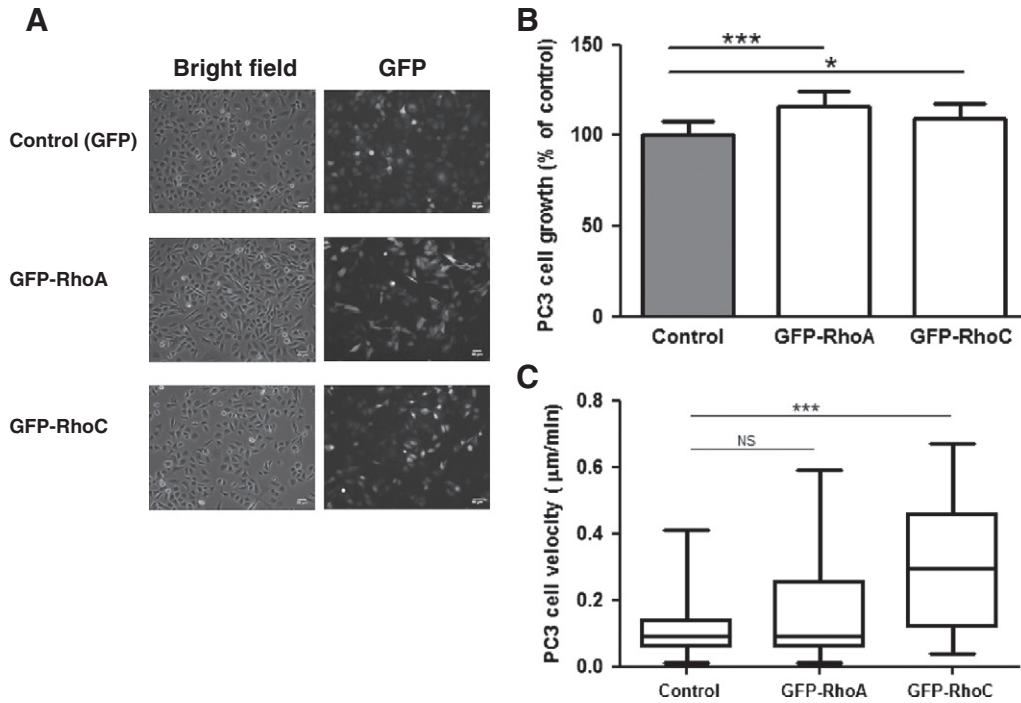 A
Bright field GFP
Control (GFP)
GFP-RhoA
GFP-RhoC
B
PC3 cell growth (% of control)
150
100
50
0
***
*
Control GFP-RhoA GFP-RhoC
C
PC3 cell velocity ( μm/min)
0.8
0.6
0.4
0.2
0.0
***
NS
Control GFP-RhoA GFP-RhoC